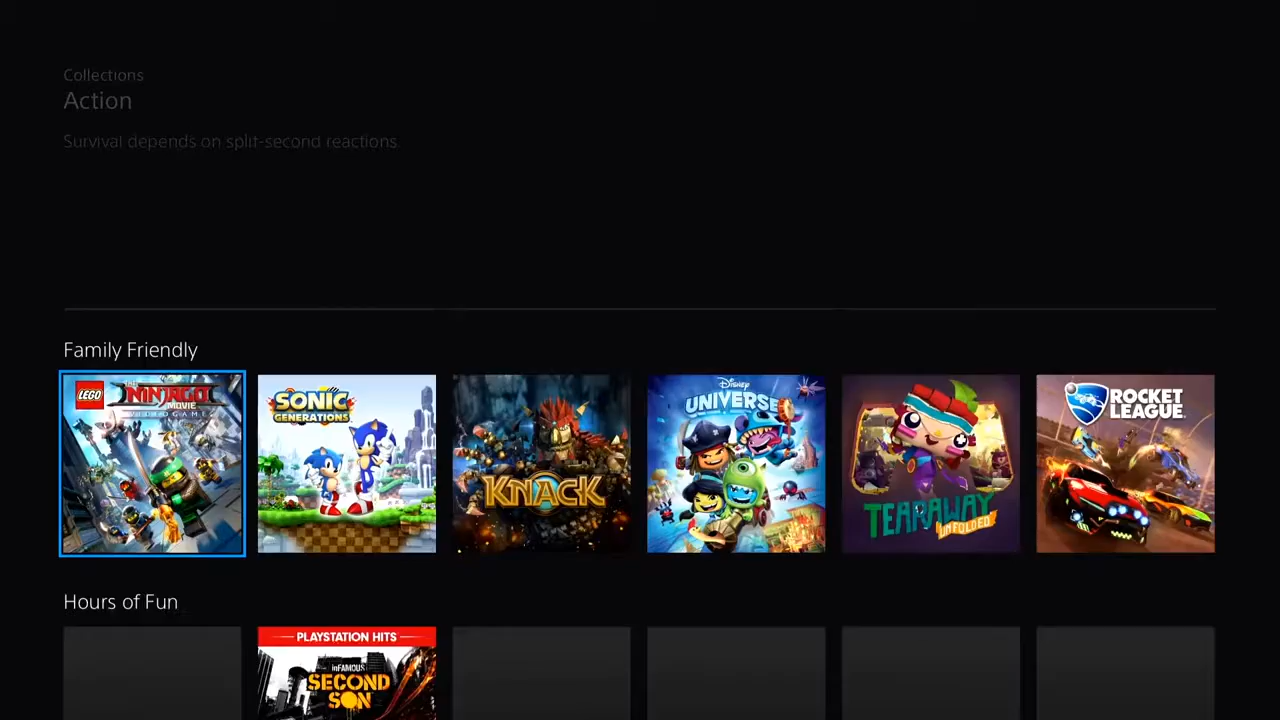 Collections
Action
Survival depends on split-second reactions
Family Friendly
LEGO
THE
NINJAGO
MOVIE
VIDEOGAME
SONIC
GENERATIONS
KNACK
Disney
UNIVERSE
TEARAWAY
UNFOLDED
ROCKET
LEAGUE
Hours of Fun
PLAYSTATION HITS
inFAMOUS
SECOND
SON